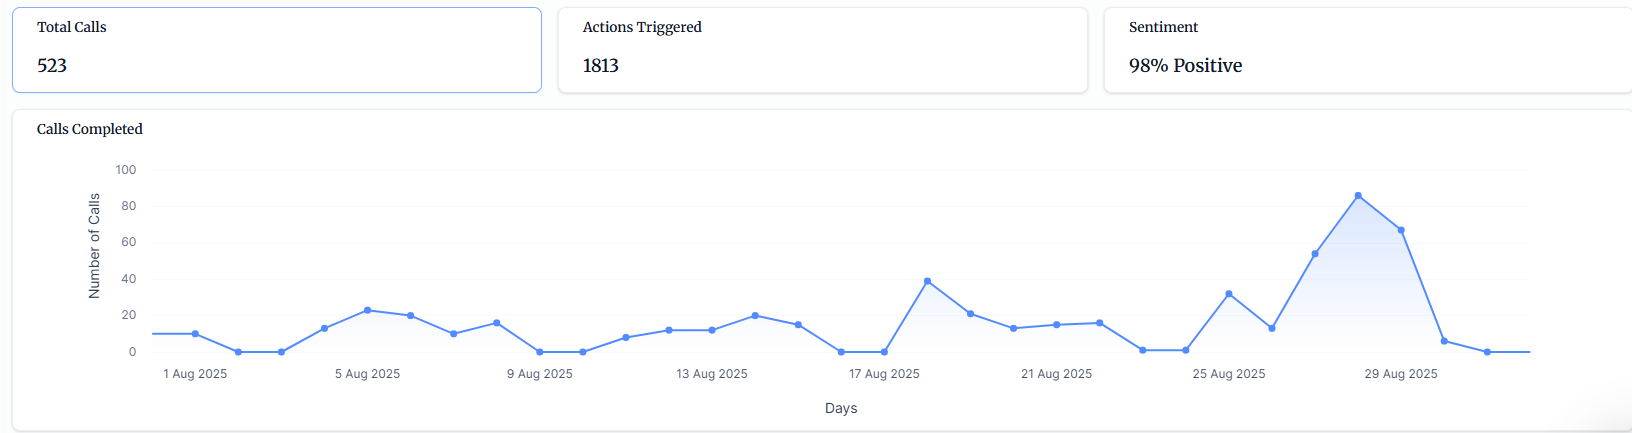 Total Calls
523
Actions Triggered
1813
Sentiment
98% Positive
Calls Completed
Number of Calls
100
80
60
40
20
0
1 Aug 2025
5 Aug 2025
9 Aug 2025
13 Aug 2025
17 Aug 2025
21 Aug 2025
25 Aug 2025
29 Aug 2025
Days